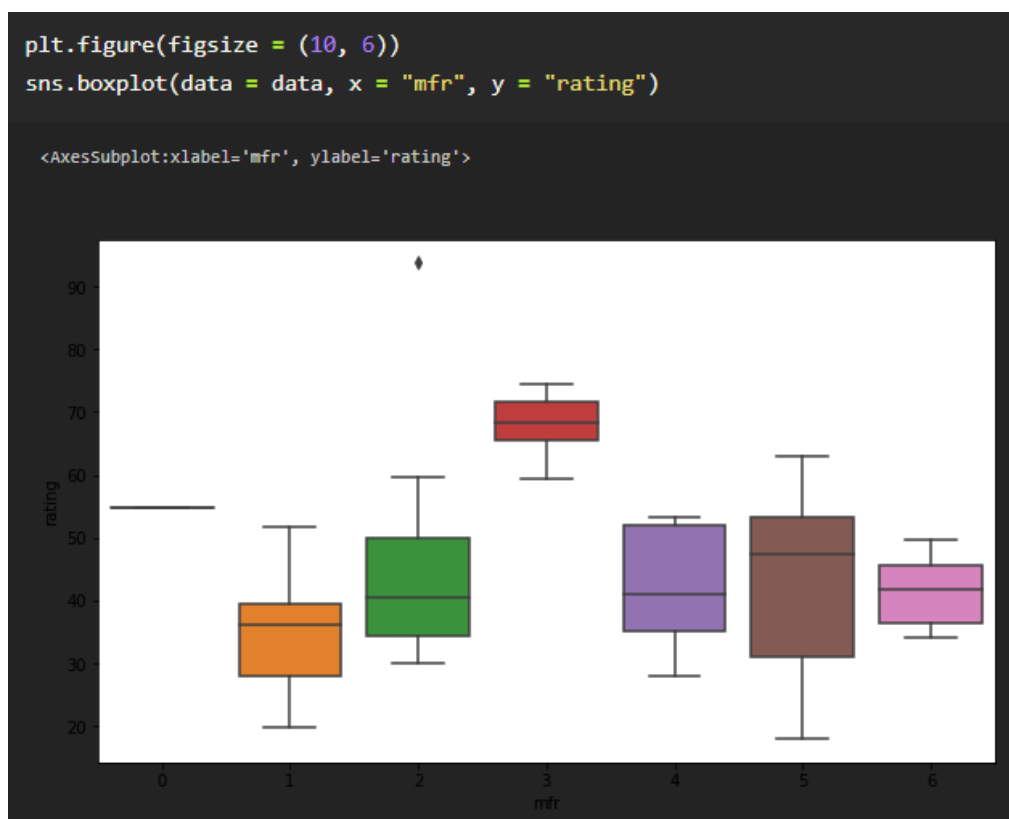 plt.figure(figsize = (10, 6))
sns.boxplot(data = data, x = "mfr", y = "rating")
<AxesSubplot:xlabel='mfr', ylabel='rating'>
90
80
70
60
50
40
30
20
rating
0 1 2 3 4 5 6
mfr